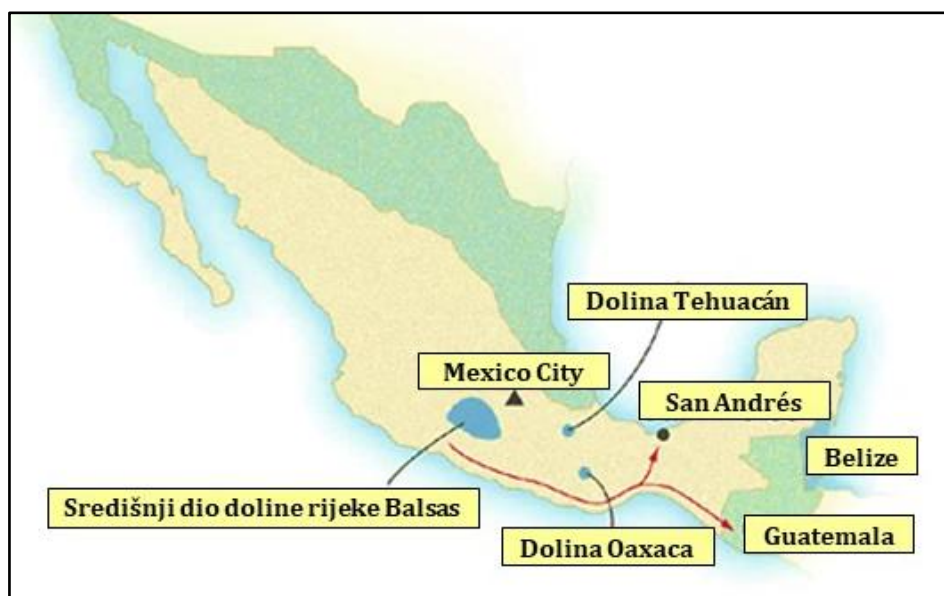 Dolina Tehuacán
Mexico City
San Andrés
Belize
Središnji dio doline rijeke Balsas
Guatemala
Dolina Oaxaca